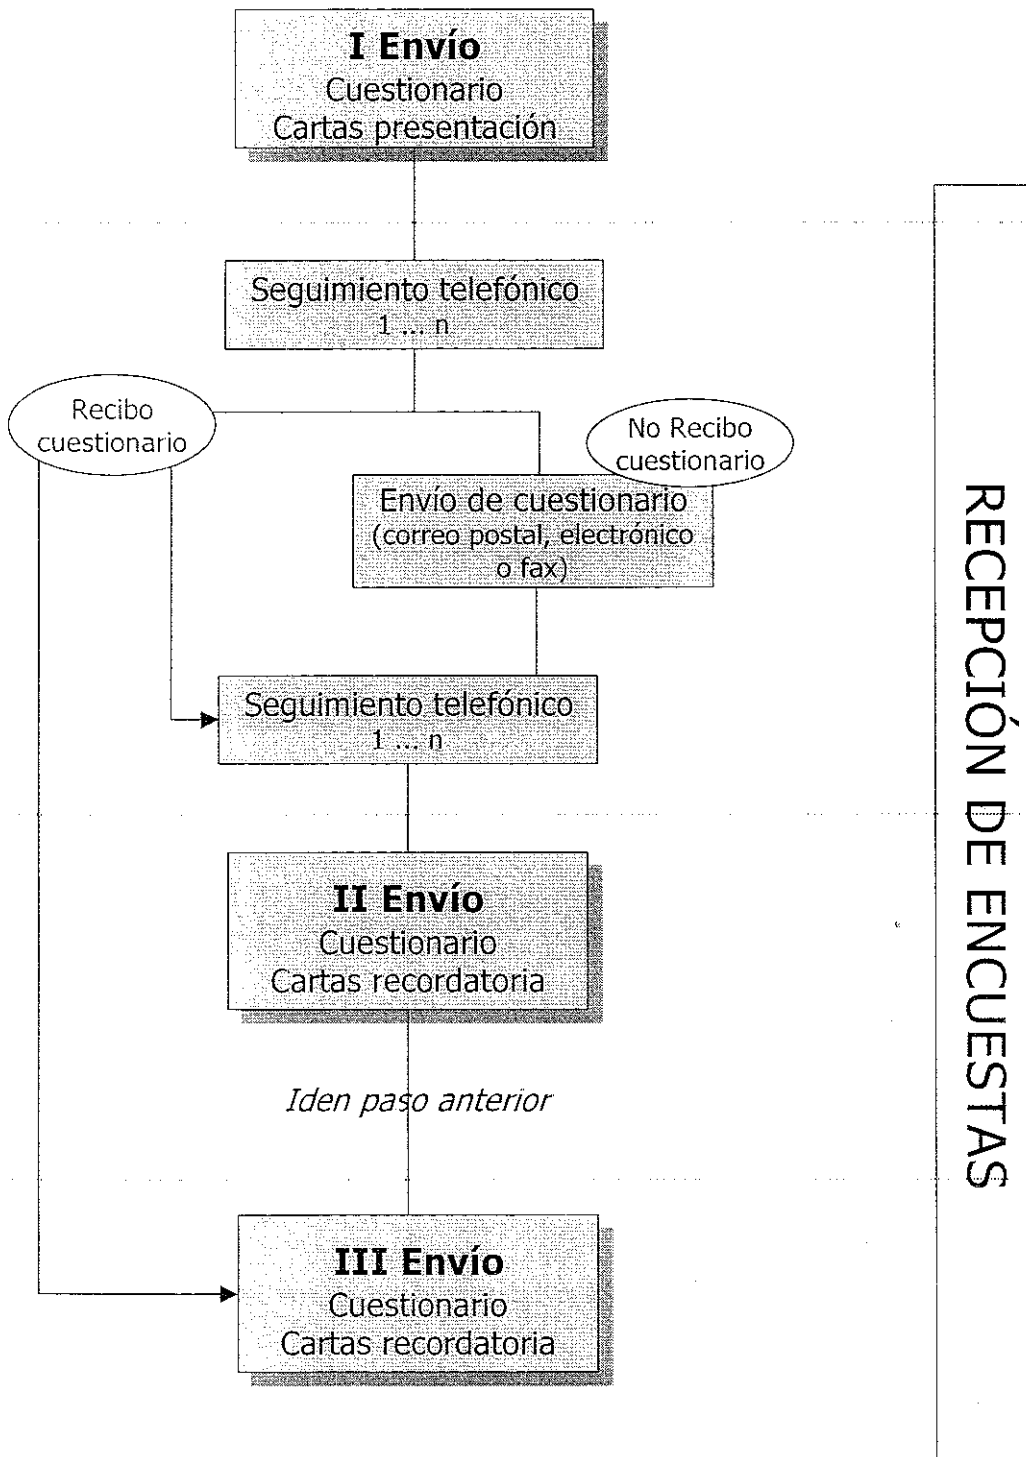 I Envío
Cuestionario
Cartas presentación
Seguimiento telefónico
1 ... n
Recibo
cuestionario
No Recibo
cuestionario
Envío de cuestionario
(correo postal, electrónico
o fax)
Seguimiento telefónico
1 ... n
II Envío
Cuestionario
Cartas recordatoria
Iden paso anterior
III Envío
Cuestionario
Cartas recordatoria
RECEPCIÓN DE ENCUESTAS